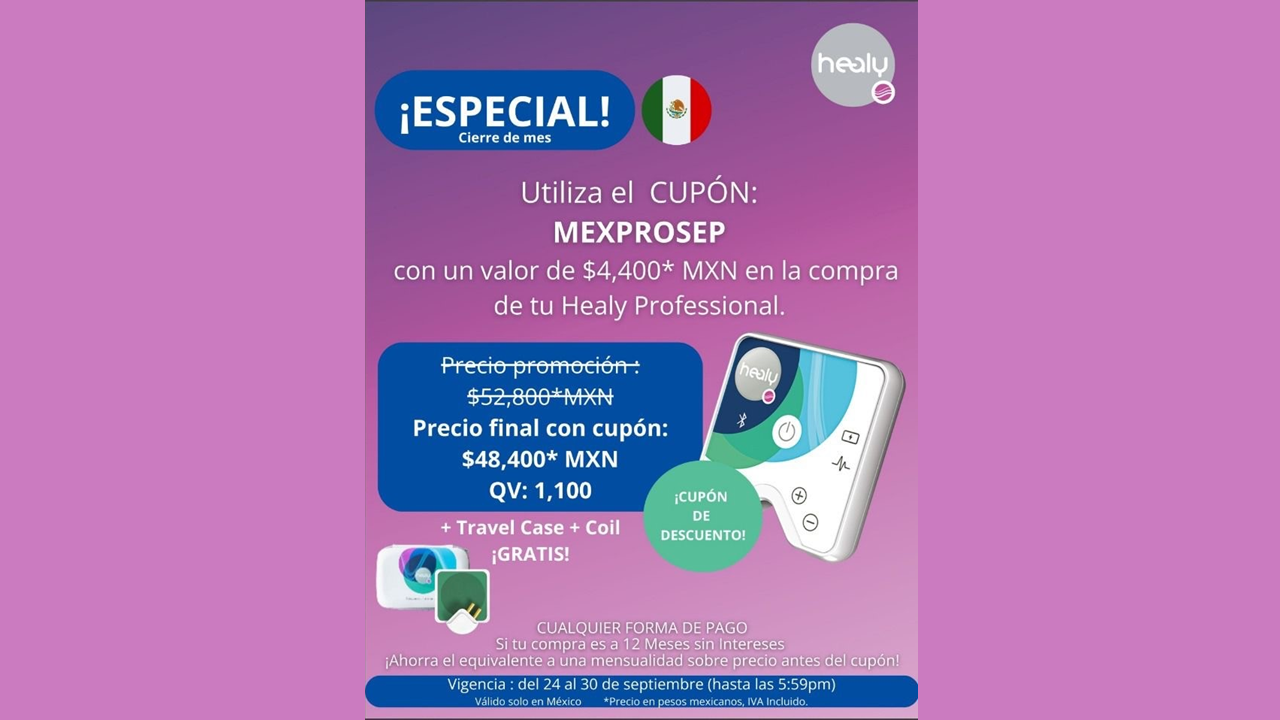 healy
¡ESPECIAL!
Cierre de mes
Utiliza el CUPÓN:
MEXPROSEP
con un valor de $4,400* MXN en la compra
de tu Healy Professional.
Precio promoción :
$52,800*MXN
Precio final con cupón:
$48,400* MXN
QV: 1,100
healy
¡CUPÓN
DE
DESCUENTO!
+ Travel Case + Coil
¡GRATIS!
CUALQUIER FORMA DE PAGO
Si tu compra es a 12 Meses sin Intereses
¡Ahorra el equivalente a una mensualidad sobre precio antes del cupón!
Vigencia : del 24 al 30 de septiembre (hasta las 5:59pm)
Válido solo en México *Precio en pesos mexicanos, IVA Incluido.